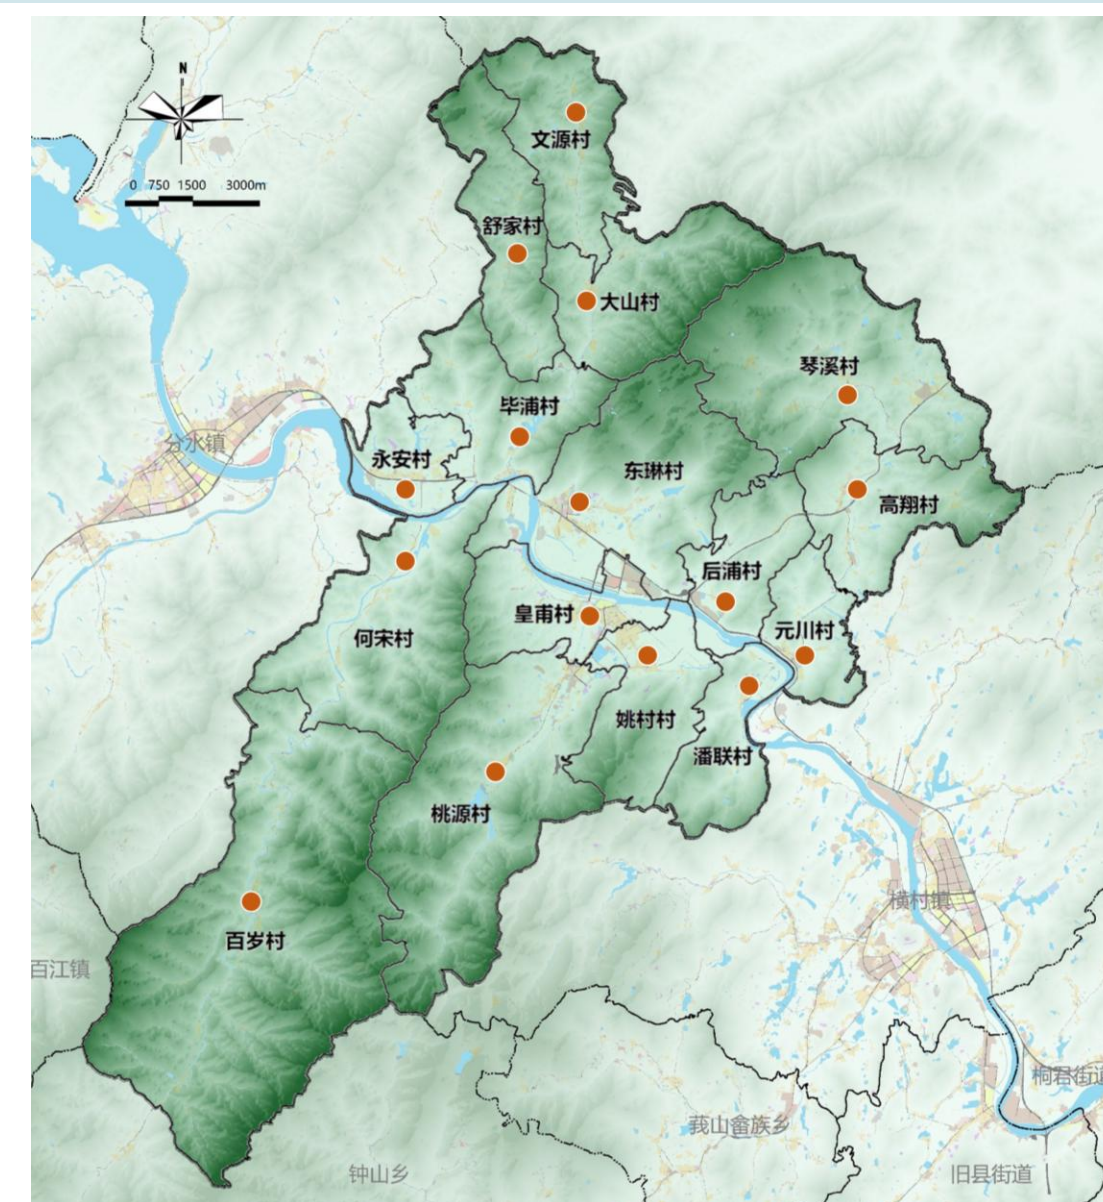 N
0 750 1500 3000m
文源村
舒家村
大山村
琴溪村
毕浦村
分水镇
永安村
东琳村
高翔村
后浦村
皇甫村
元川村
何宋村
姚村村
潘联村
桃源村
横村镇
百岁村
百江镇
桐君街道
莪山畲族乡
钟山乡
旧县街道